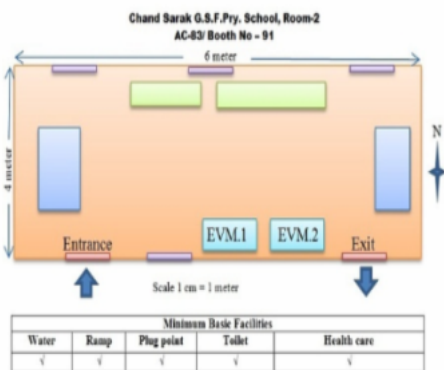 Chand Sarak G.S.F.Pry. School, Room-2
AC-83/ Booth No – 91
6 meter
4 meter
N
EVM.1 EVM.2
Entrance Exit
Scale 1 cm = 1 meter
Minimum Basic Facilities
Water Ramp Plug point Toilet Health care
√ √ √ √ √